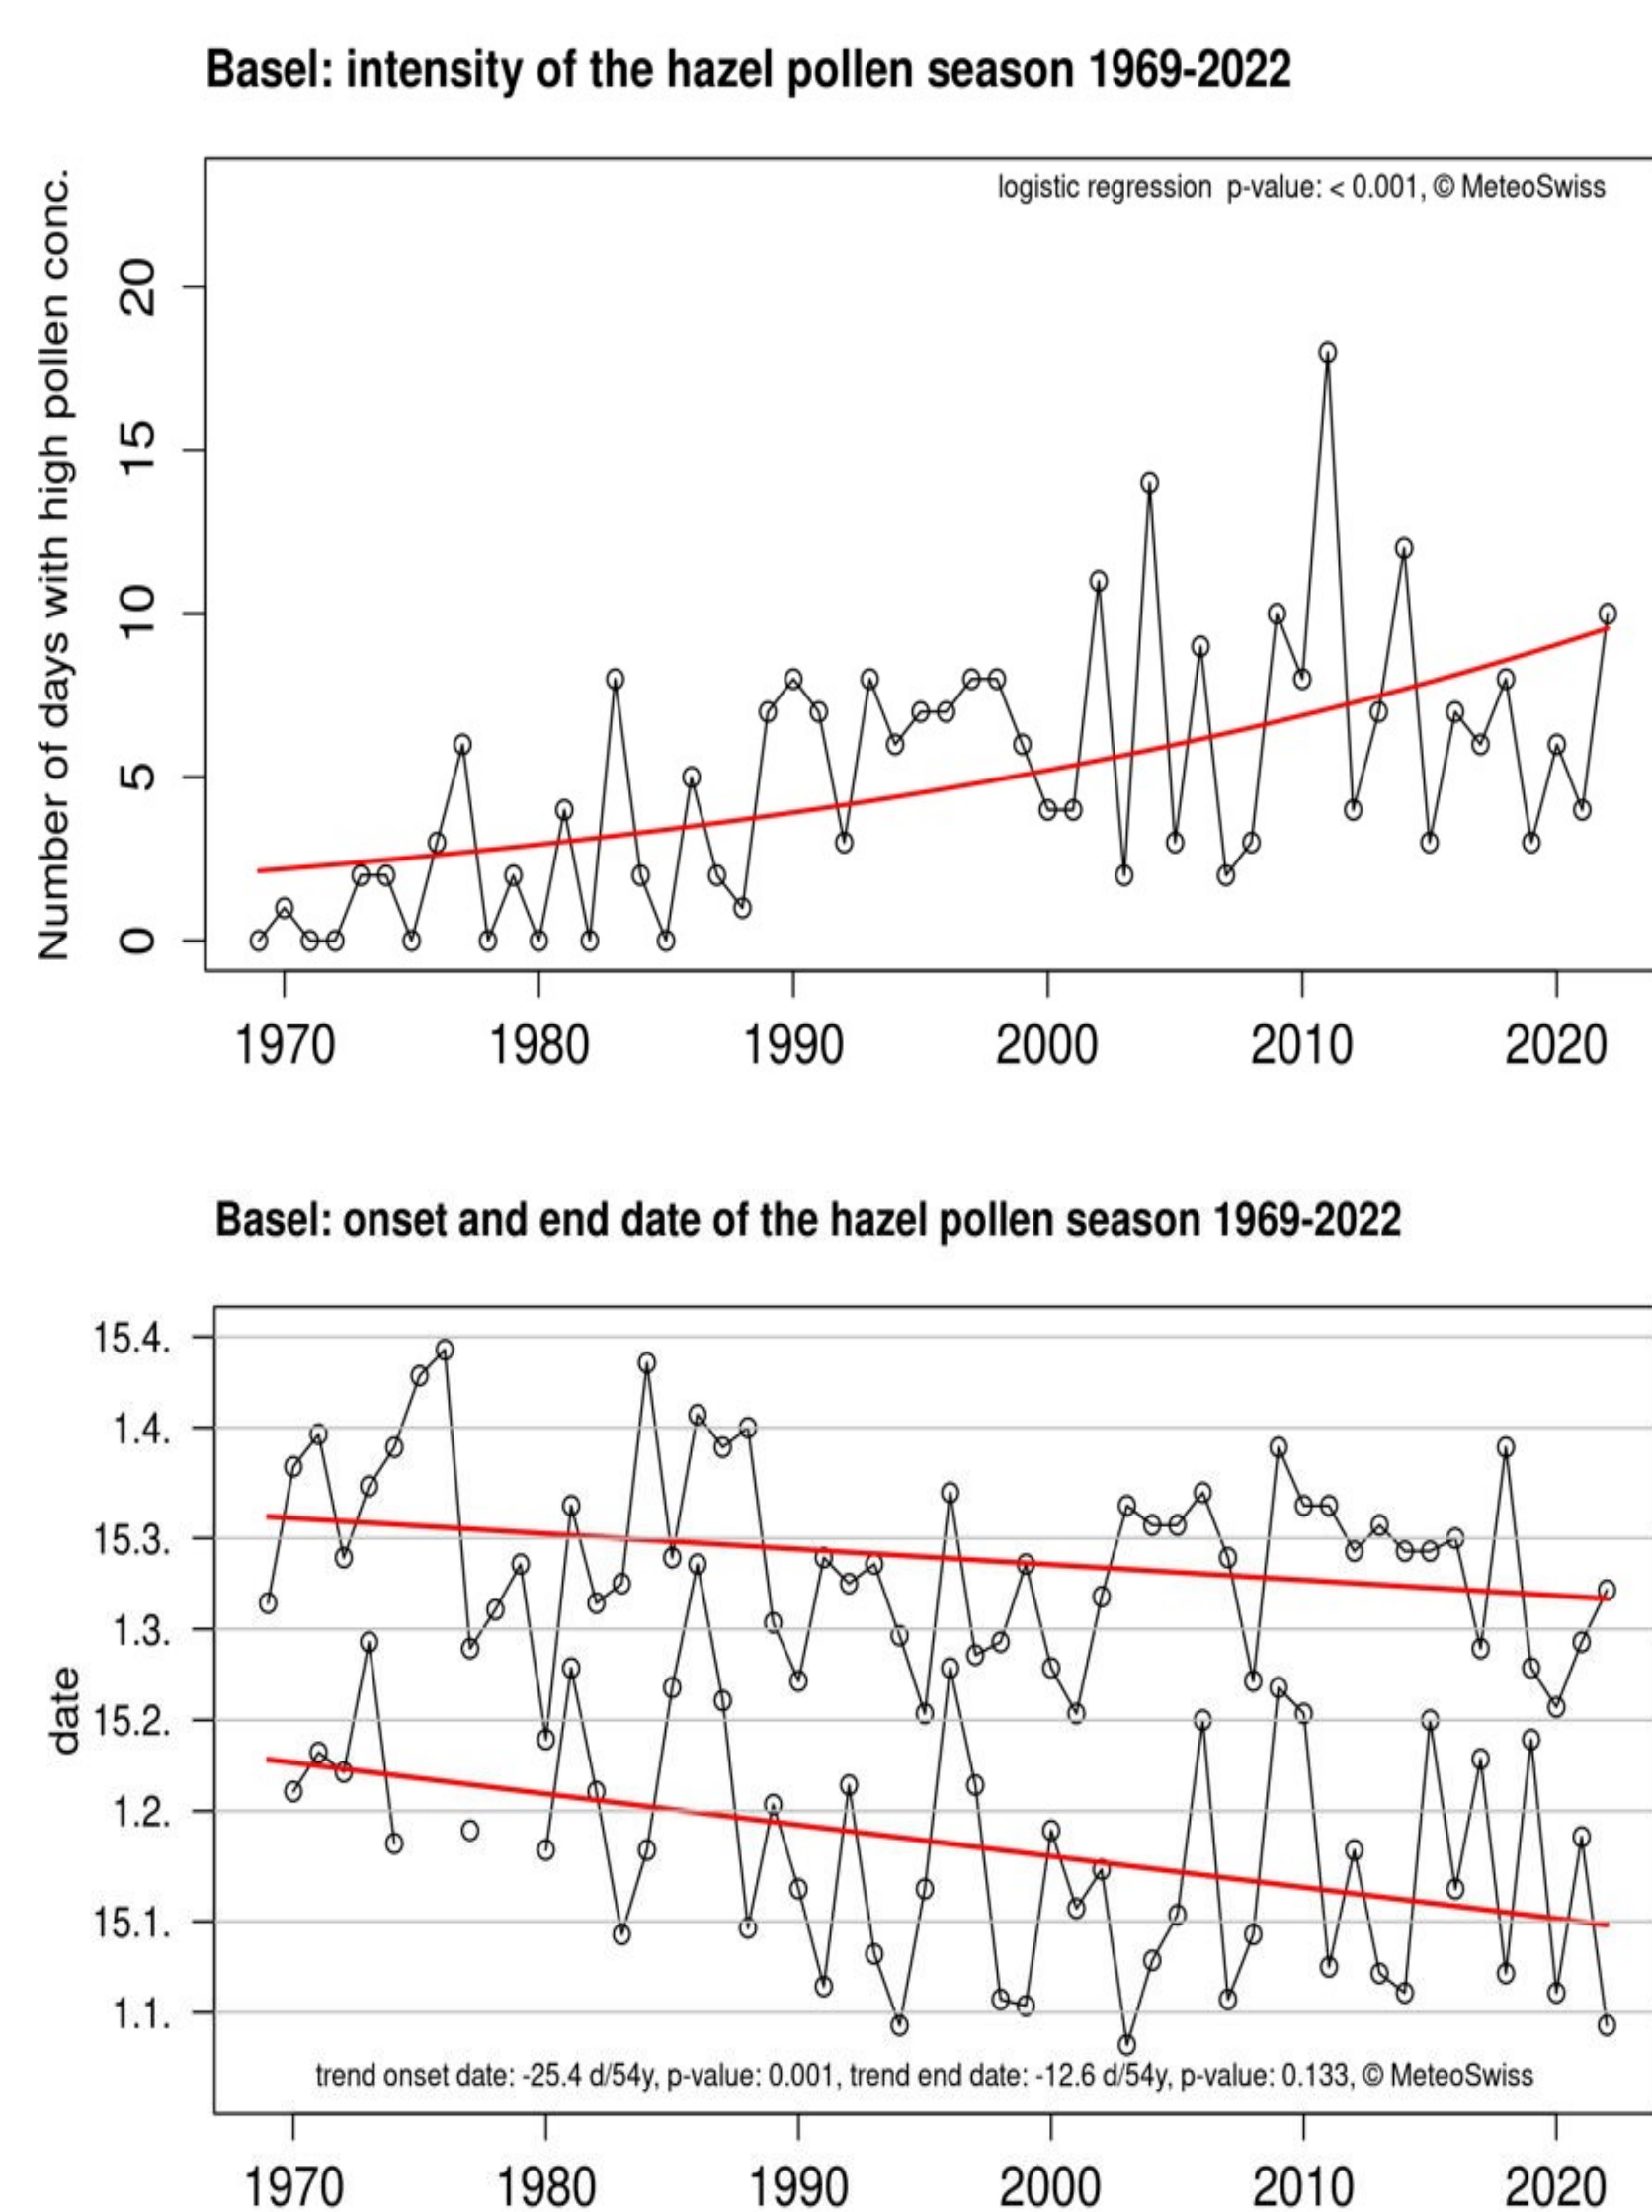 Basel: intensity of the hazel pollen season 1969-2022
logistic regression p-value: < 0.001, © MeteoSwiss
Number of days with high pollen conc.
20
15
10
5
0
1970 1980 1990 2000 2010 2020
Basel: onset and end date of the hazel pollen season 1969-2022
date
15.4.
1.4.
15.3.
1.3.
15.2.
1.2.
15.1.
1.1.
trend onset date: -25.4 d/54y, p-value: 0.001, trend end date: -12.6 d/54y, p-value: 0.133, © MeteoSwiss
1970 1980 1990 2000 2010 2020